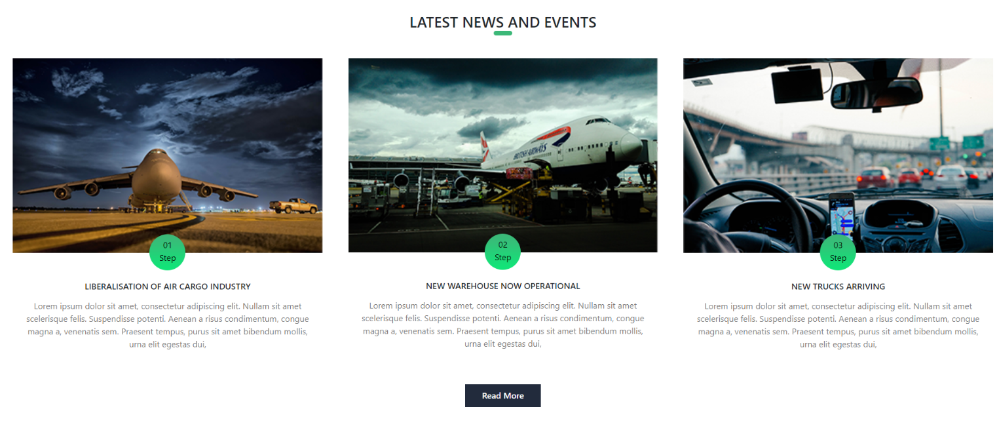 LATEST NEWS AND EVENTS
BRITISH AIRWAYS
01
Step
02
Step
03
Step
LIBERALISATION OF AIR CARGO INDUSTRY
Lorem ipsum dolor sit amet, consectetur adipiscing elit. Nullam sit amet
scelerisque felis. Suspendisse potenti. Aenean a risus condimentum, congue
magna a, venenatis sem. Praesent tempus, purus sit amet bibendum mollis,
urna elit egestas dui,
NEW WAREHOUSE NOW OPERATIONAL
Lorem ipsum dolor sit amet, consectetur adipiscing elit. Nullam sit amet
scelerisque felis. Suspendisse potenti. Aenean a risus condimentum, congue
magna a, venenatis sem. Praesent tempus, purus sit amet bibendum mollis,
urna elit egestas dui,
NEW TRUCKS ARRIVING
Lorem ipsum dolor sit amet, consectetur adipiscing elit. Nullam sit amet
scelerisque felis. Suspendisse potenti. Aenean a risus condimentum, congue
magna a, venenatis sem. Praesent tempus, purus sit amet bibendum mollis,
urna elit egestas dui,
Read More